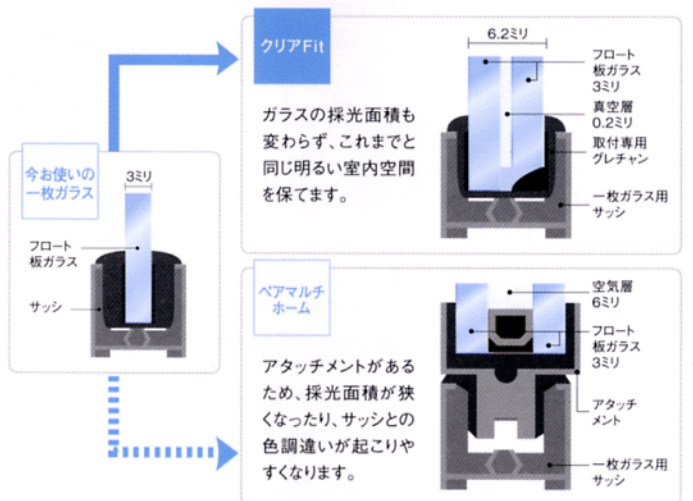 今お使いの
一枚ガラス
3ミリ
フロート
板ガラス
サッシ
クリアFit
ガラスの採光面積も
変わらず、これまでと
同じ明るい室内空間
を保てます。
6.2ミリ
フロート
板ガラス
3ミリ
真空層
0.2ミリ
取付専用
グレチャン
一枚ガラス用
サッシ
ペアマルチ
ホーム
アタッチメントがある
ため、採光面積が狭
くなったり、サッシとの
色調違いが起こりや
すくなります。
空気層
6ミリ
フロート
板ガラス
3ミリ
アタッチ
メント
一枚ガラス用
サッシ